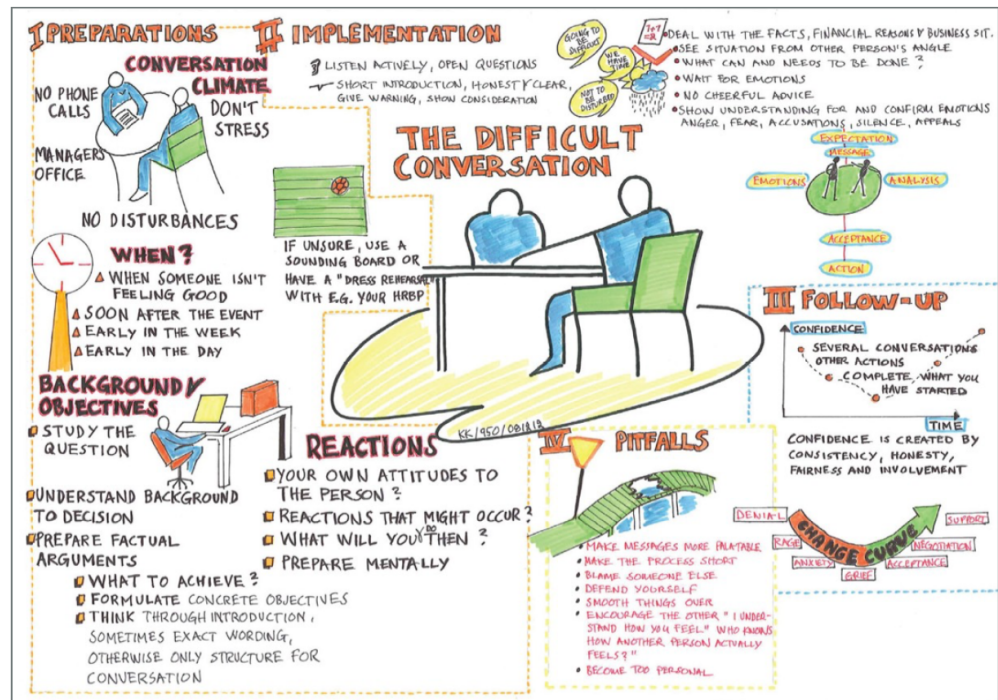 I PREPARATIONS
CONVERSATION
CLIMATE
NO PHONE
CALLS
DON'T
STRESS
MANAGERS
OFFICE
NO DISTURBANCES
WHEN?
WHEN SOMEONE ISN'T
FEELING GOOD
SOON AFTER THE EVENT
EARLY IN THE WEEK
EARLY IN THE DAY
BACKGROUND/
OBJECTIVES
STUDY THE
QUESTION
UNDERSTAND BACKGROUND
TO DECISION
PREPARE FACTUAL
ARGUMENTS
WHAT TO ACHIEVE?
FORMULATE CONCRETE OBJECTIVES
THINK THROUGH INTRODUCTION,
SOMETIMES EXACT WORDING,
OTHERWISE ONLY STRUCTURE FOR
CONVERSATION
REACTIONS
YOUR OWN ATTITUDES TO
THE PERSON?
REACTIONS THAT MIGHT OCCUR?
WHAT WILL YOU DO THEN?
PREPARE MENTALLY
II IMPLEMENTATION
LISTEN ACTIVELY, OPEN QUESTIONS
SHORT INTRODUCTION, HONEST & CLEAR,
GIVE WARNING, SHOW CONSIDERATION
GOING TO
BE
DIFFICULT
WE
HAVE
TIME
NOT TO
BE
DISTURBED
DEAL WITH THE FACTS, FINANCIAL REASONS & BUSINESS SIT.
SEE SITUATION FROM OTHER PERSON'S ANGLE
WHAT CAN AND NEEDS TO BE DONE?
WAIT FOR EMOTIONS
NO CHEERFUL ADVICE
SHOW UNDERSTANDING FOR AND CONFIRM EMOTIONS
ANGER, FEAR, ACCUSATIONS, SILENCE, APPEALS
THE DIFFICULT
CONVERSATION
IF UNSURE, USE A
SOUNDING BOARD OR
HAVE A "DRESS REHEARSAL"
WITH E.G. YOUR HRBP
KK/950/081212
EXPECTATION
MESSAGE
EMOTIONS
ANALYSIS
ACCEPTANCE
ACTION
III FOLLOW-UP
CONFIDENCE
SEVERAL CONVERSATIONS
OTHER ACTIONS
COMPLETE WHAT YOU
HAVE STARTED
TIME
CONFIDENCE IS CREATED BY
CONSISTENCY, HONESTY,
FAIRNESS AND INVOLVEMENT
DENIAL
RAGE
ANXIETY
GRIEF
ACCEPTANCE
NEGOTIATION
SUPPORT
CHANGE CURVE
IV PITFALLS
MAKE MESSAGES MORE PALATABLE
MAKE THE PROCESS SHORT
BLAME SOMEONE ELSE
DEFEND YOURSELF
SMOOTH THINGS OVER
ENCOURAGE THE OTHER "I UNDER-
STAND HOW YOU FEEL" WHO KNOWS
HOW ANOTHER PERSON ACTUALLY
FEELS?"
BECOME TOO PERSONAL